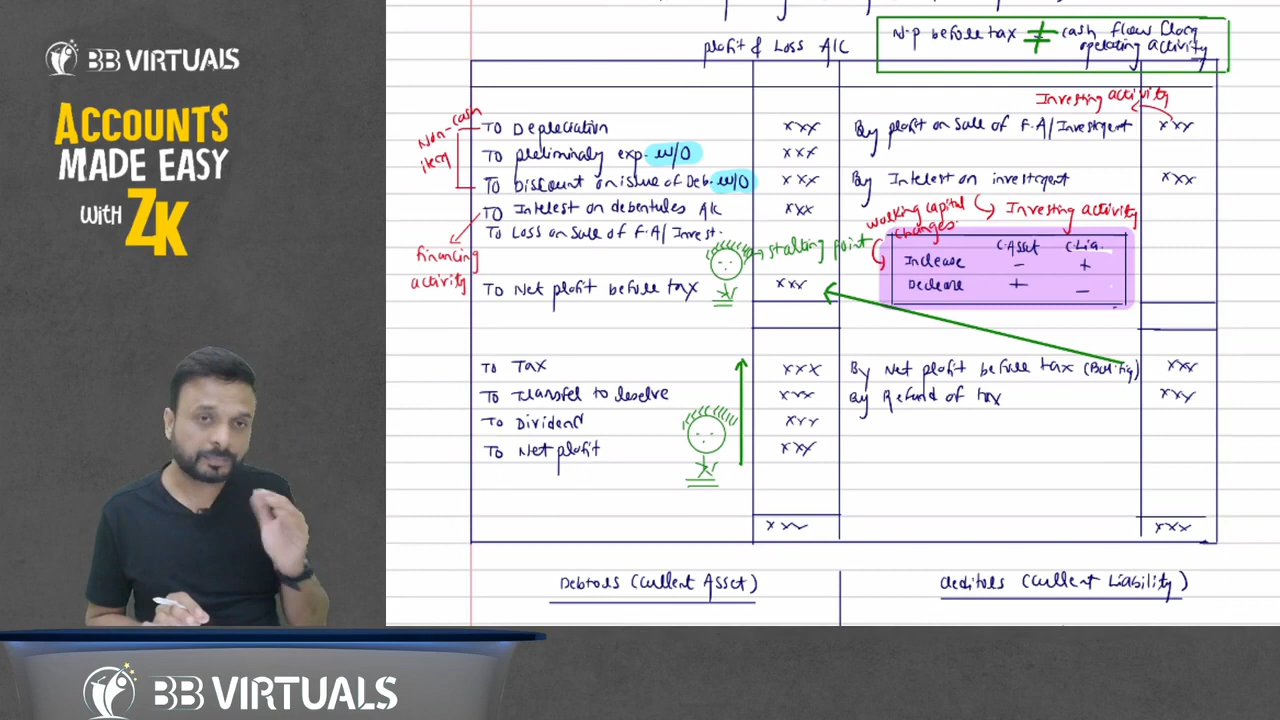 BB VIRTUALS
ACCOUNTS
MADE EASY
WITH ZK
N.p before tax ≠ cash flow from
operating activity
profit & Loss A/C
Investing activity
Non-cash
item
To Depreciation xxx By profit on sale of F.A/Investment xxx
To preliminary exp. w/o xxx
To Discount on issue of Deb. w/o xxx By Interest on investment xxx
To Interest on debentures A/c xxx
working capital
changes.
Investing activity
To Loss on sale of F.A/Invest.
starting point
financing
activity
C.Asset C.Lia.
Increase - +
Decrease + -
To Net profit before tax xxx
To Tax xxx By Net profit before tax (Bal. fig) xxx
To Transfer to reserve xxx By Refund of tax xxx
To Dividend xxx
To Net profit xxx
xxx xxx
Debtors (Current Asset) Creditors (Current Liability)
BB VIRTUALS